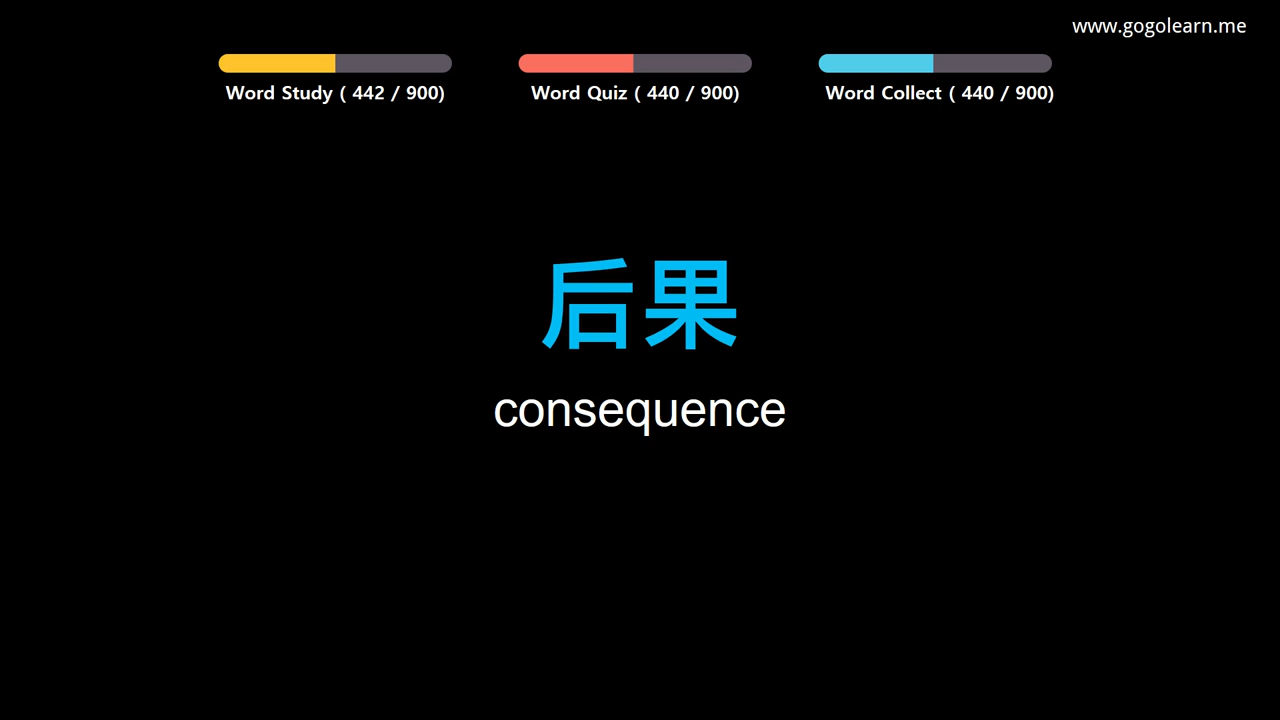 www.gogolearn.me
Word Study ( 442 / 900)
Word Quiz ( 440 / 900)
Word Collect ( 440 / 900)
后果
consequence